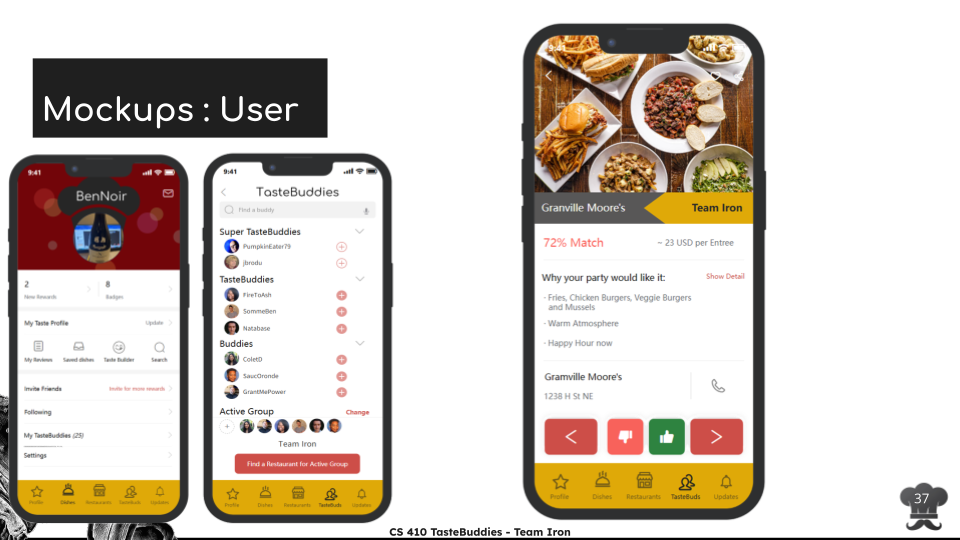 Mockups : User
9:41
BenNoir
2
New Rewards
8
Badges
My Taste Profile
Update
My Reviews
Saved dishes
Taste Builder
Search
Invite Friends
Invite for more rewards
Following
My TasteBuddies (25)
Settings
Profile
Dishes
Restaurants
Updates
9:41
TasteBuddies
Find a buddy
Super TasteBuddies
PumpkinEater79
jbrodu
TasteBuddies
FireToAsh
SommeBen
Natabase
Buddies
ColetD
SaucOronde
GrantMePower
Active Group
Change
Team Iron
Find a Restaurant for Active Group
Profile
Dishes
Restaurants
TasteBuds
Updates
9:41
Granville Moore's
Team Iron
72% Match
~ 23 USD per Entree
Why your party would like it:
Show Detail
· Fries, Chicken Burgers, Veggie Burgers
and Mussels
· Warm Atmosphere
· Happy Hour now
Gramville Moore's
1238 H St NE
Profile
Dishes
Restaurants
TasteBuds
Updates
37
CS 410 TasteBuddies - Team Iron